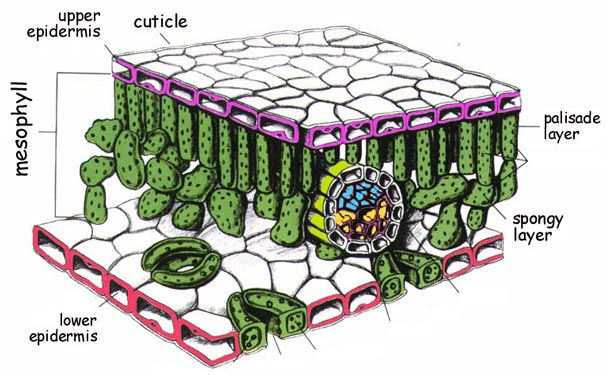 upper
epidermis
cuticle
mesophyll
palisade
layer
spongy
layer
lower
epidermis